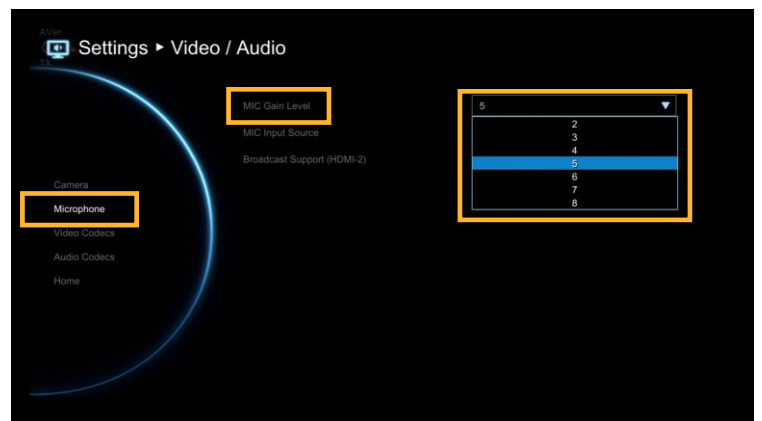 AVer
Settings ▸ Video / Audio
1X
MIC Gain Level
5
MIC Input Source
2
3
4
5
6
7
8
Broadcast Support (HDMI-2)
Camera
Microphone
Video Codecs
Audio Codecs
Home